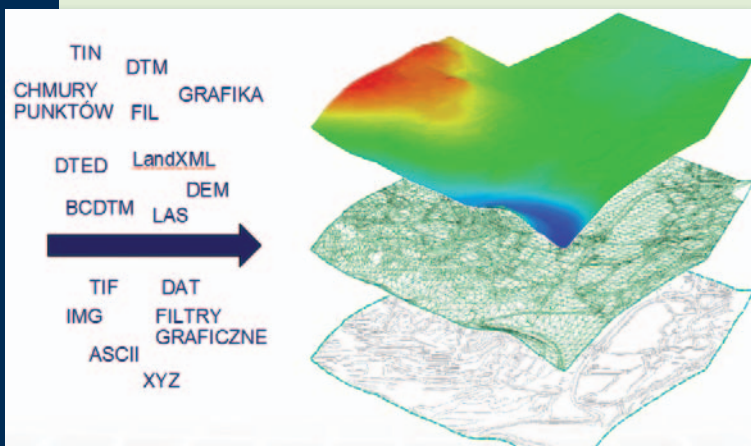 TIN
DTM
CHMURY
PUNKTÓW
GRAFIKA
FIL
DTED
LandXML
DEM
BCDTM
LAS
TIF
DAT
IMG
FILTRY
GRAFICZNE
ASCII
XYZ